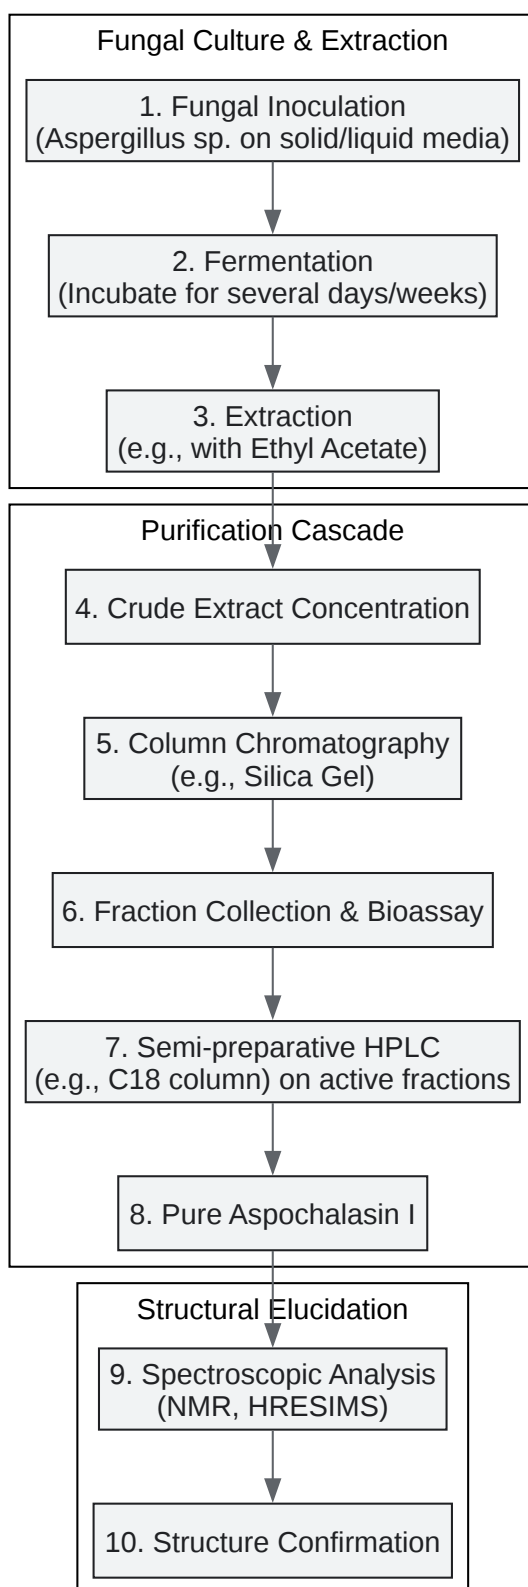 Fungal Culture & Extraction
1. Fungal Inoculation
(Aspergillus sp. on solid/liquid media)
2. Fermentation
(Incubate for several days/weeks)
3. Extraction
(e.g., with Ethyl Acetate)
Purification Cascade
4. Crude Extract Concentration
5. Column Chromatography
(e.g., Silica Gel)
6. Fraction Collection & Bioassay
7. Semi-preparative HPLC
(e.g., C18 column) on active fractions
8. Pure Aspochalasin I
Structural Elucidation
9. Spectroscopic Analysis
(NMR, HRESIMS)
10. Structure Confirmation